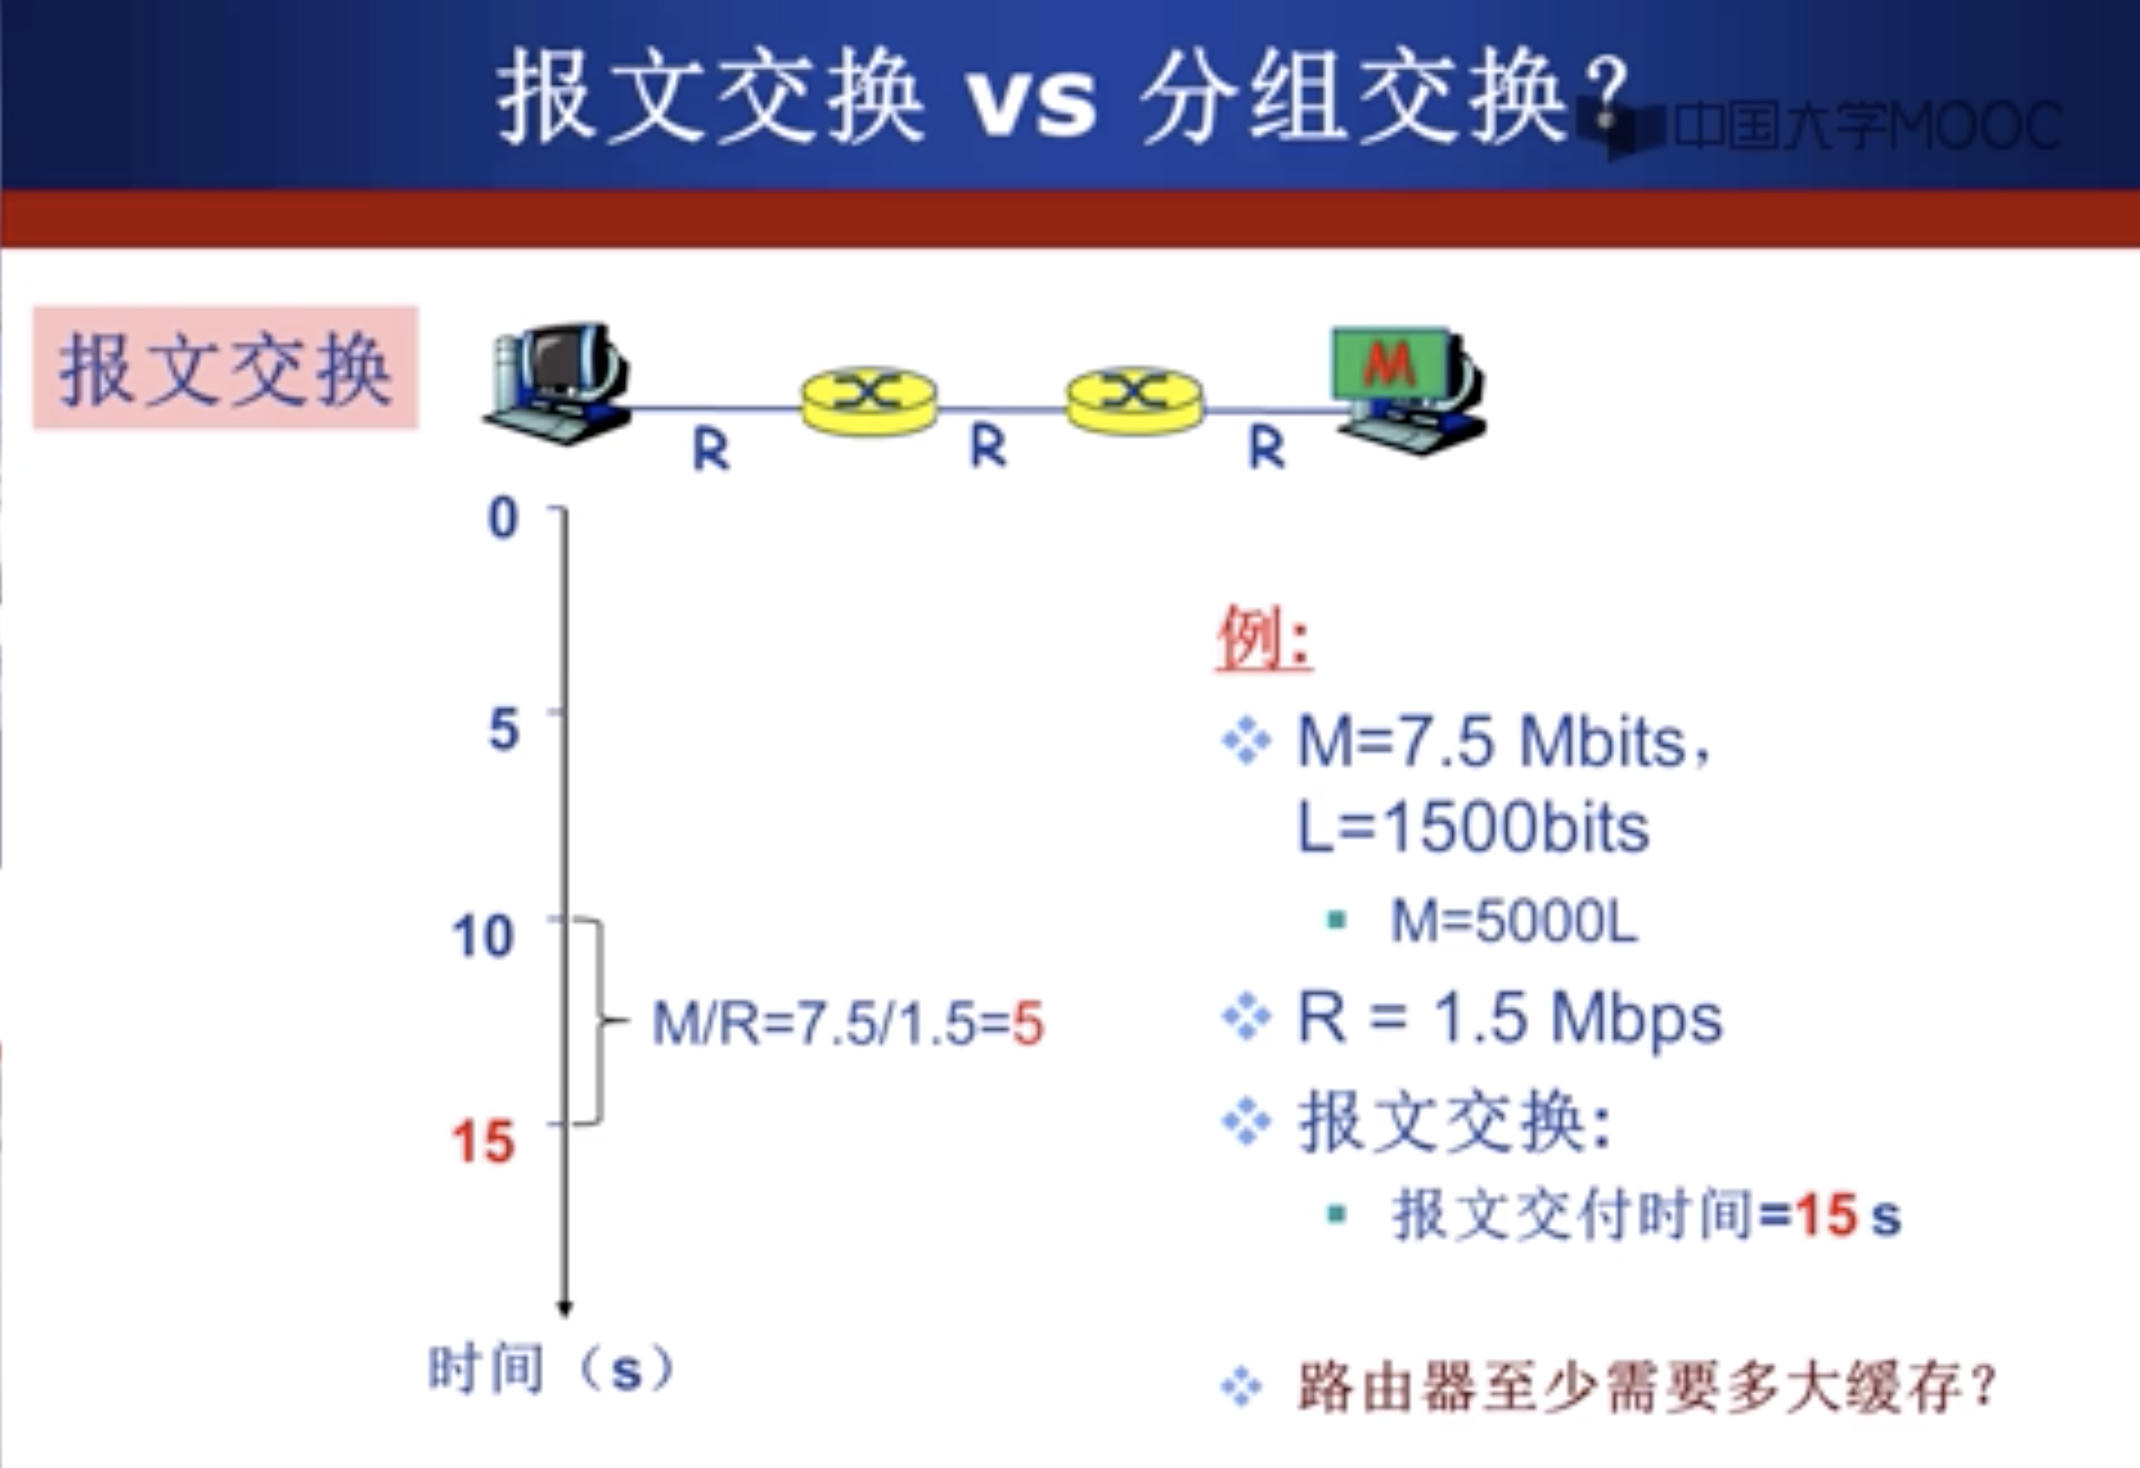 报文交换 vs 分组交换？
中国大学MOOC
报文交换
M
R R R
0
5
10
15
M/R=7.5/1.5=5
时间（s）
例:
M=7.5 Mbits，
L=1500bits
M=5000L
R = 1.5 Mbps
报文交换:
报文交付时间=15 s
路由器至少需要多大缓存？